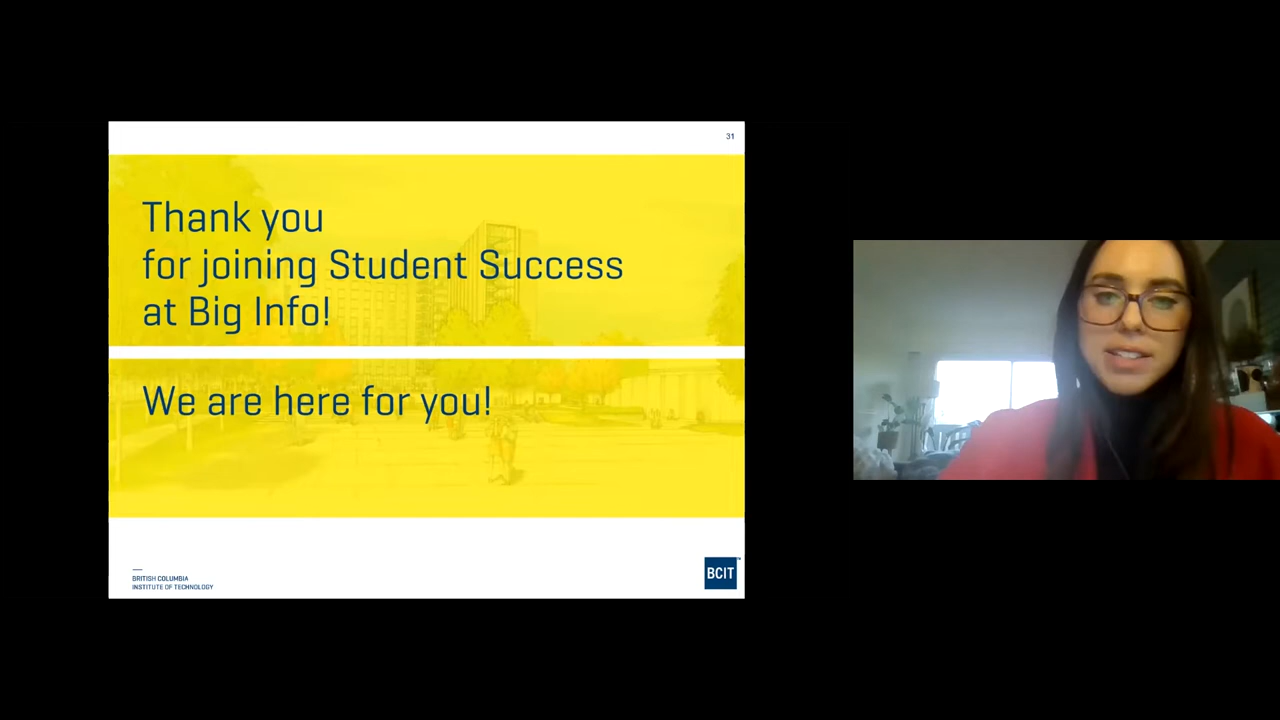 31
Thank you
for joining Student Success
at Big Info!
We are here for you!
BRITISH COLUMBIA
INSTITUTE OF TECHNOLOGY
BCIT